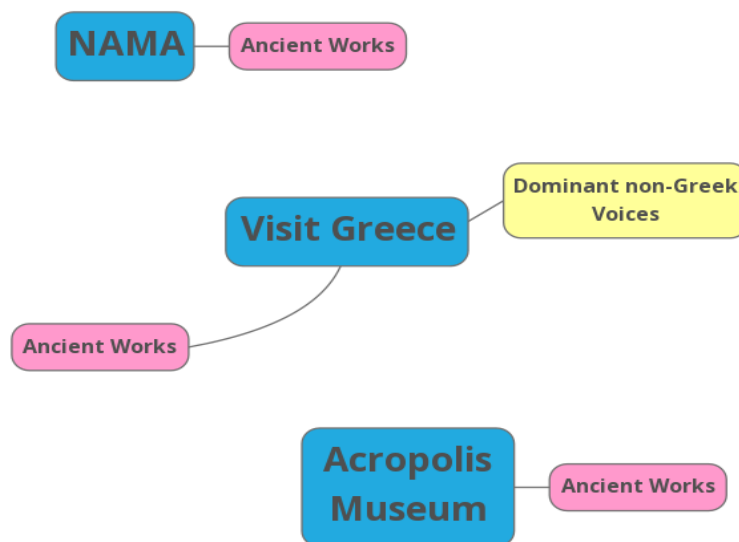 NAMA
Ancient Works
Dominant non-Greek
Voices
Visit Greece
Ancient Works
Acropolis
Museum
Ancient Works